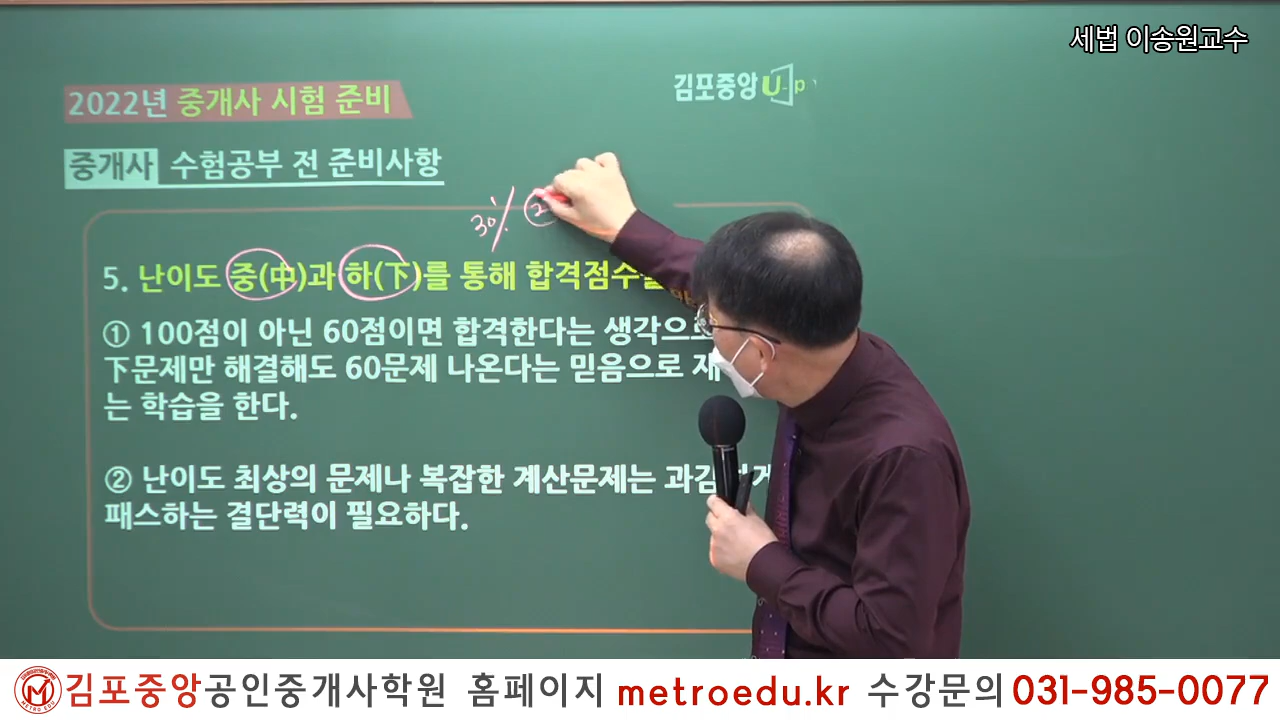 세법 이송원교수
김포중앙 U-p
2022년 중개사 시험 준비
중개사 수험공부 전 준비사항
30% 2
5. 난이도 중(中)과 하(下)를 통해 합격점수를
① 100점이 아닌 60점이면 합격한다는 생각으로
下문제만 해결해도 60문제 나온다는 믿음으로 재
는 학습을 한다.
② 난이도 최상의 문제나 복잡한 계산문제는 과감
패스하는 결단력이 필요하다.
METRO EDU 김포중앙공인중개사학원 홈페이지 metroedu.kr 수강문의 031-985-0077